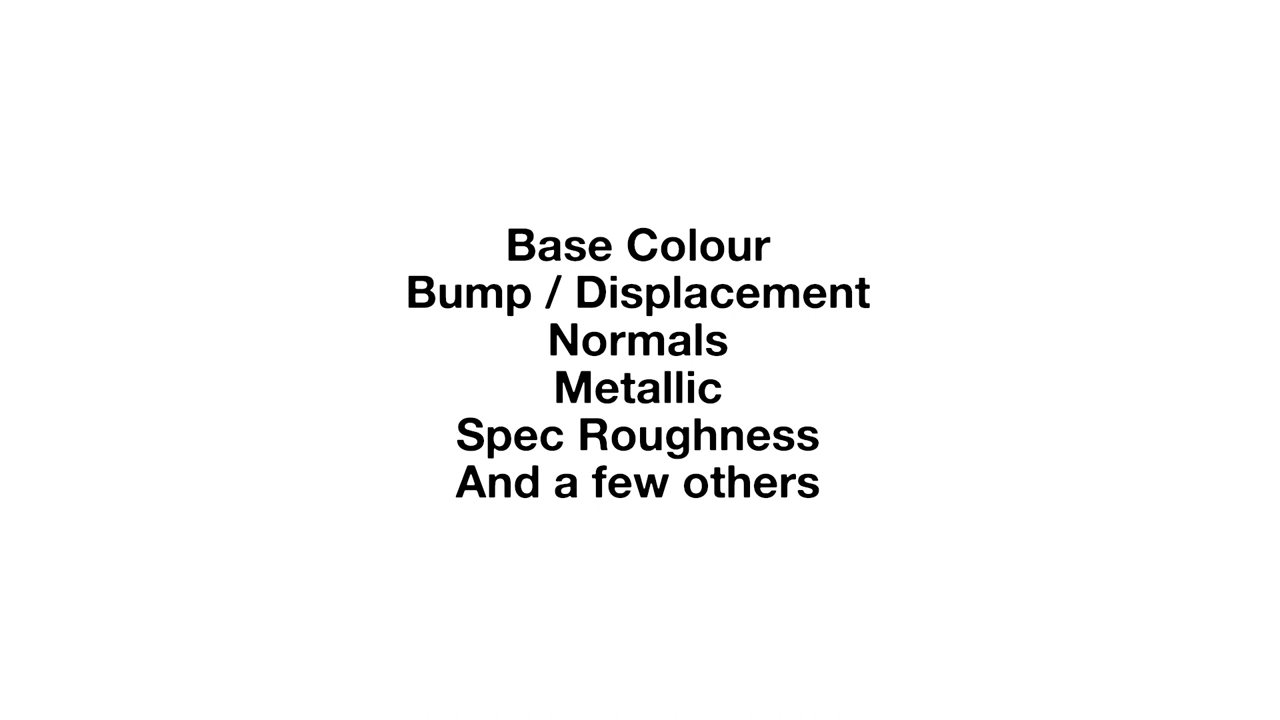 Base Colour
Bump / Displacement
Normals
Metallic
Spec Roughness
And a few others